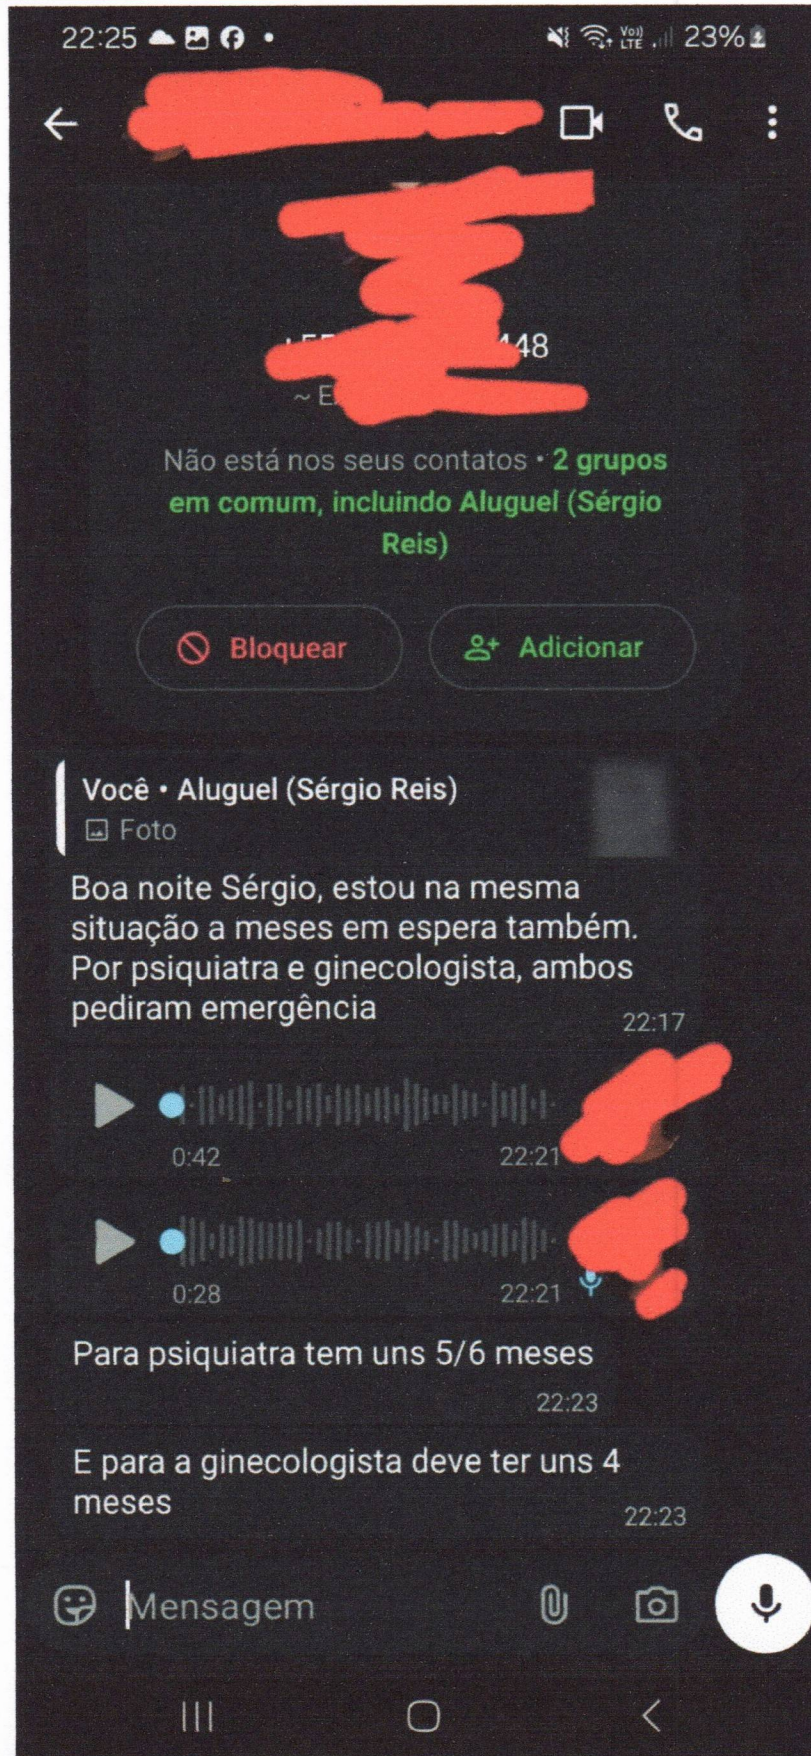 22:25
Vo))
LTE
23%
448
~ E
Não está nos seus contatos • 2 grupos
em comum, incluindo Aluguel (Sérgio
Reis)
Bloquear
Adicionar
Você • Aluguel (Sérgio Reis)
Foto
Boa noite Sérgio, estou na mesma
situação a meses em espera também.
Por psiquiatra e ginecologista, ambos
pediram emergência
22:17
0:42
22:21
0:28
22:21
Para psiquiatra tem uns 5/6 meses
22:23
E para a ginecologista deve ter uns 4
meses
22:23
Mensagem